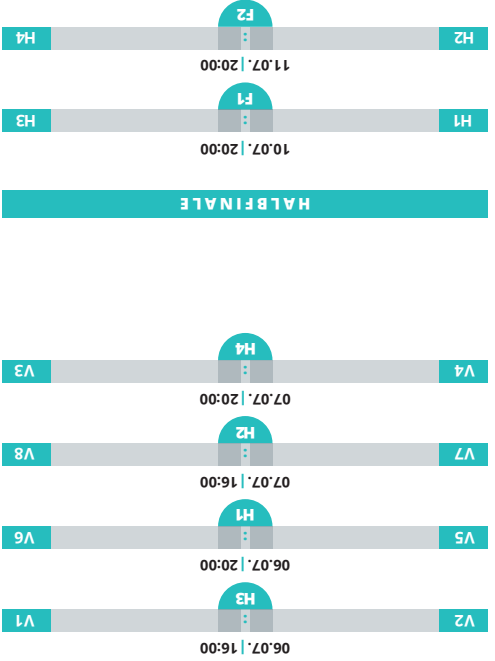 06.07. | 16:00
V2 : V1
H3
06.07. | 20:00
V5 : V6
H1
07.07. | 16:00
V7 : V8
H2
07.07. | 20:00
V4 : V3
H4
HALBFINALE
10.07. | 20:00
H1 : H3
F1
11.07. | 20:00
H2 : H4
F2